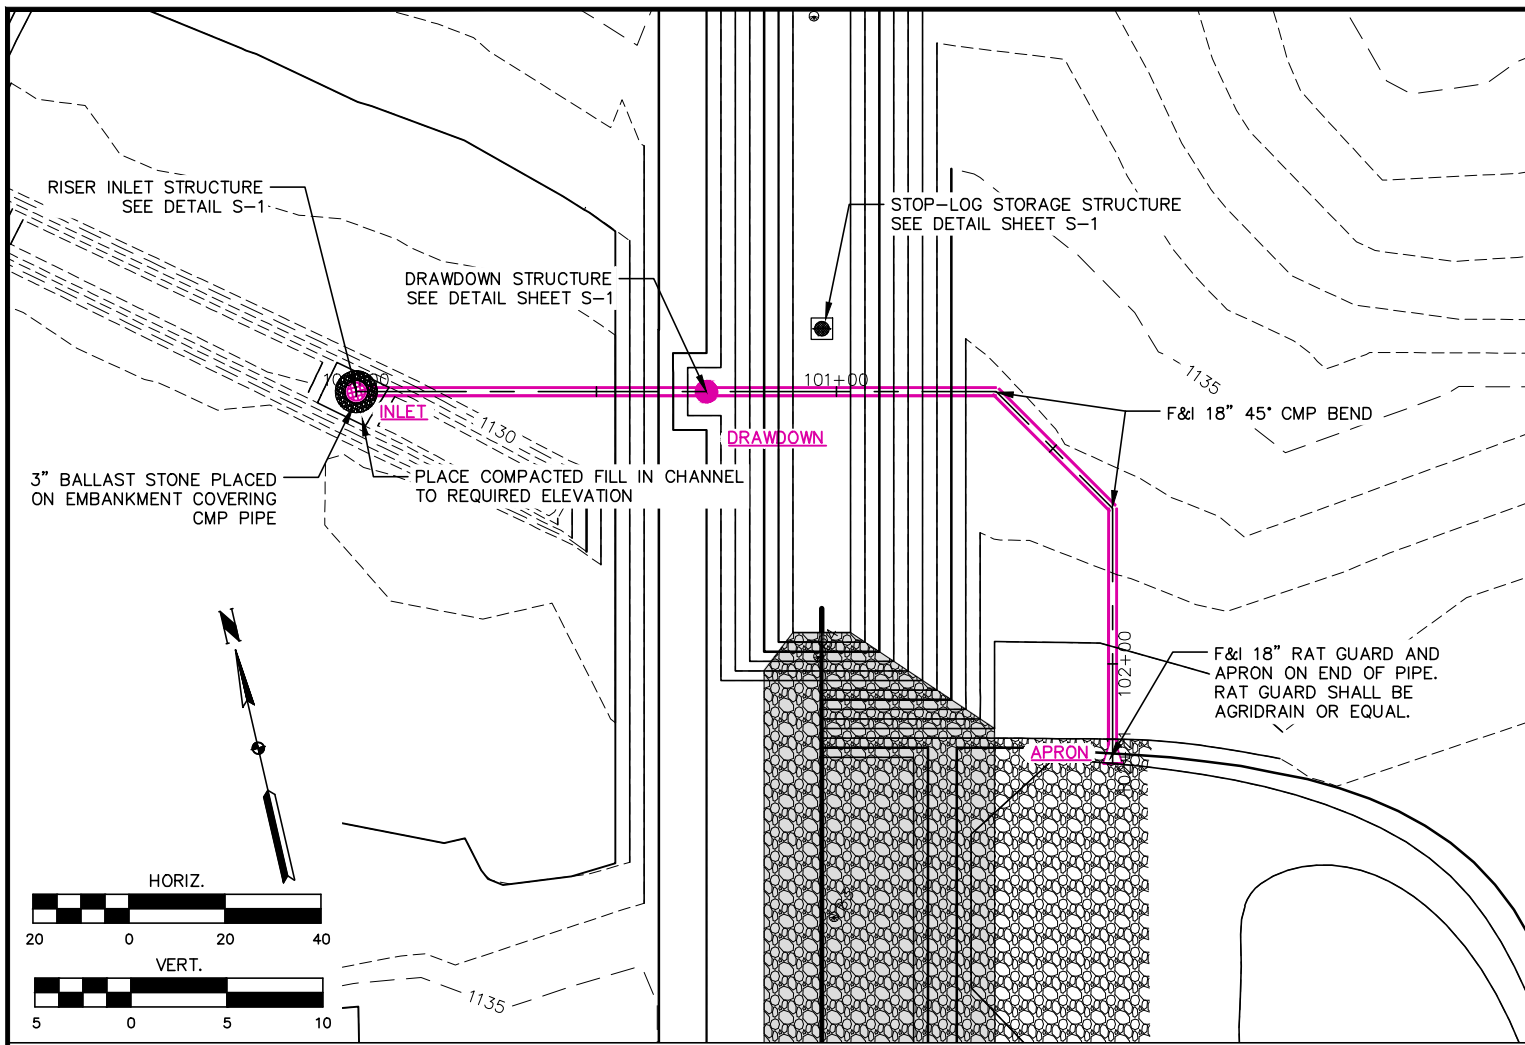 RISER INLET STRUCTURE
SEE DETAIL S-1
STOP-LOG STORAGE STRUCTURE
SEE DETAIL SHEET S-1
DRAWDOWN STRUCTURE
SEE DETAIL SHEET S-1
101+00
1135
INLET
F&I 18" 45° CMP BEND
1130
DRAWDOWN
3" BALLAST STONE PLACED
ON EMBANKMENT COVERING
CMP PIPE
PLACE COMPACTED FILL IN CHANNEL
TO REQUIRED ELEVATION
N
102+00
F&I 18" RAT GUARD AND
APRON ON END OF PIPE.
RAT GUARD SHALL BE
AGRIDRAIN OR EQUAL.
APRON
HORIZ.
20 0 20 40
VERT.
5 0 5 10
1135